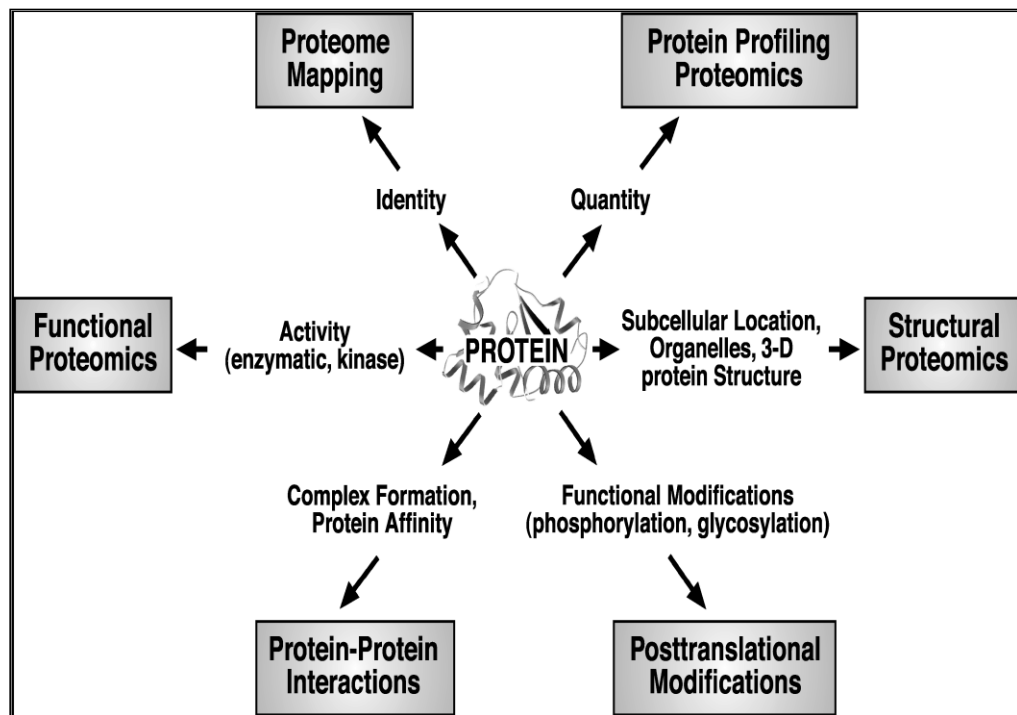 Proteome
Mapping
Protein Profiling
Proteomics
Identity
Quantity
Functional
Proteomics
Activity
(enzymatic, kinase)
PROTEIN
Subcellular Location,
Organelles, 3-D
protein Structure
Structural
Proteomics
Complex Formation,
Protein Affinity
Functional Modifications
(phosphorylation, glycosylation)
Protein-Protein
Interactions
Posttranslational
Modifications